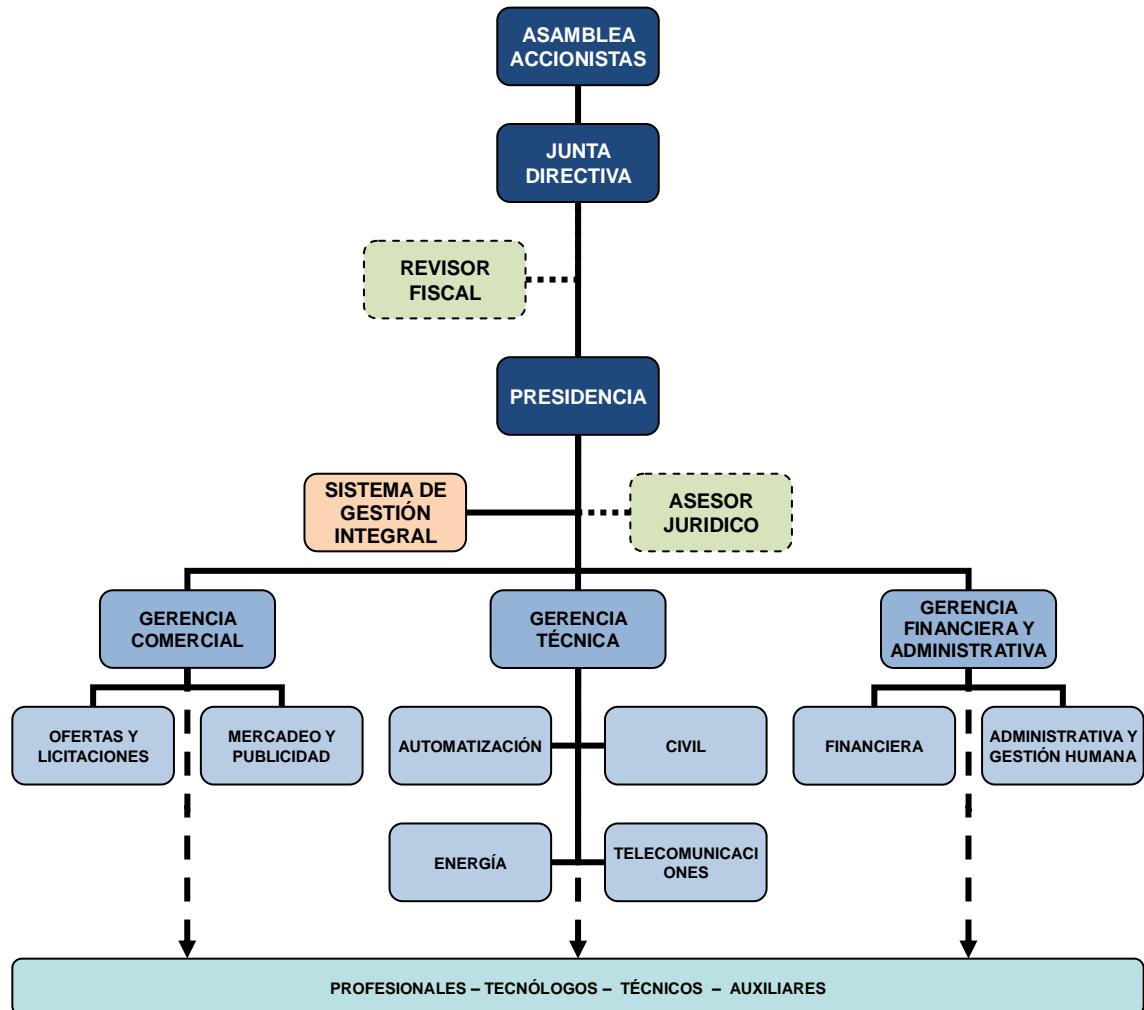 ASAMBLEA
ACCIONISTAS
JUNTA
DIRECTIVA
REVISOR
FISCAL
PRESIDENCIA
SISTEMA DE
GESTIÓN
INTEGRAL
ASESOR
JURIDICO
GERENCIA
COMERCIAL
GERENCIA
TÉCNICA
GERENCIA
FINANCIERA Y
ADMINISTRATIVA
OFERTAS Y
LICITACIONES
MERCADEO Y
PUBLICIDAD
AUTOMATIZACIÓN
CIVIL
FINANCIERA
ADMINISTRATIVA Y
GESTIÓN HUMANA
ENERGÍA
TELECOMUNICACI
ONES
PROFESIONALES – TECNÓLOGOS – TÉCNICOS – AUXILIARES